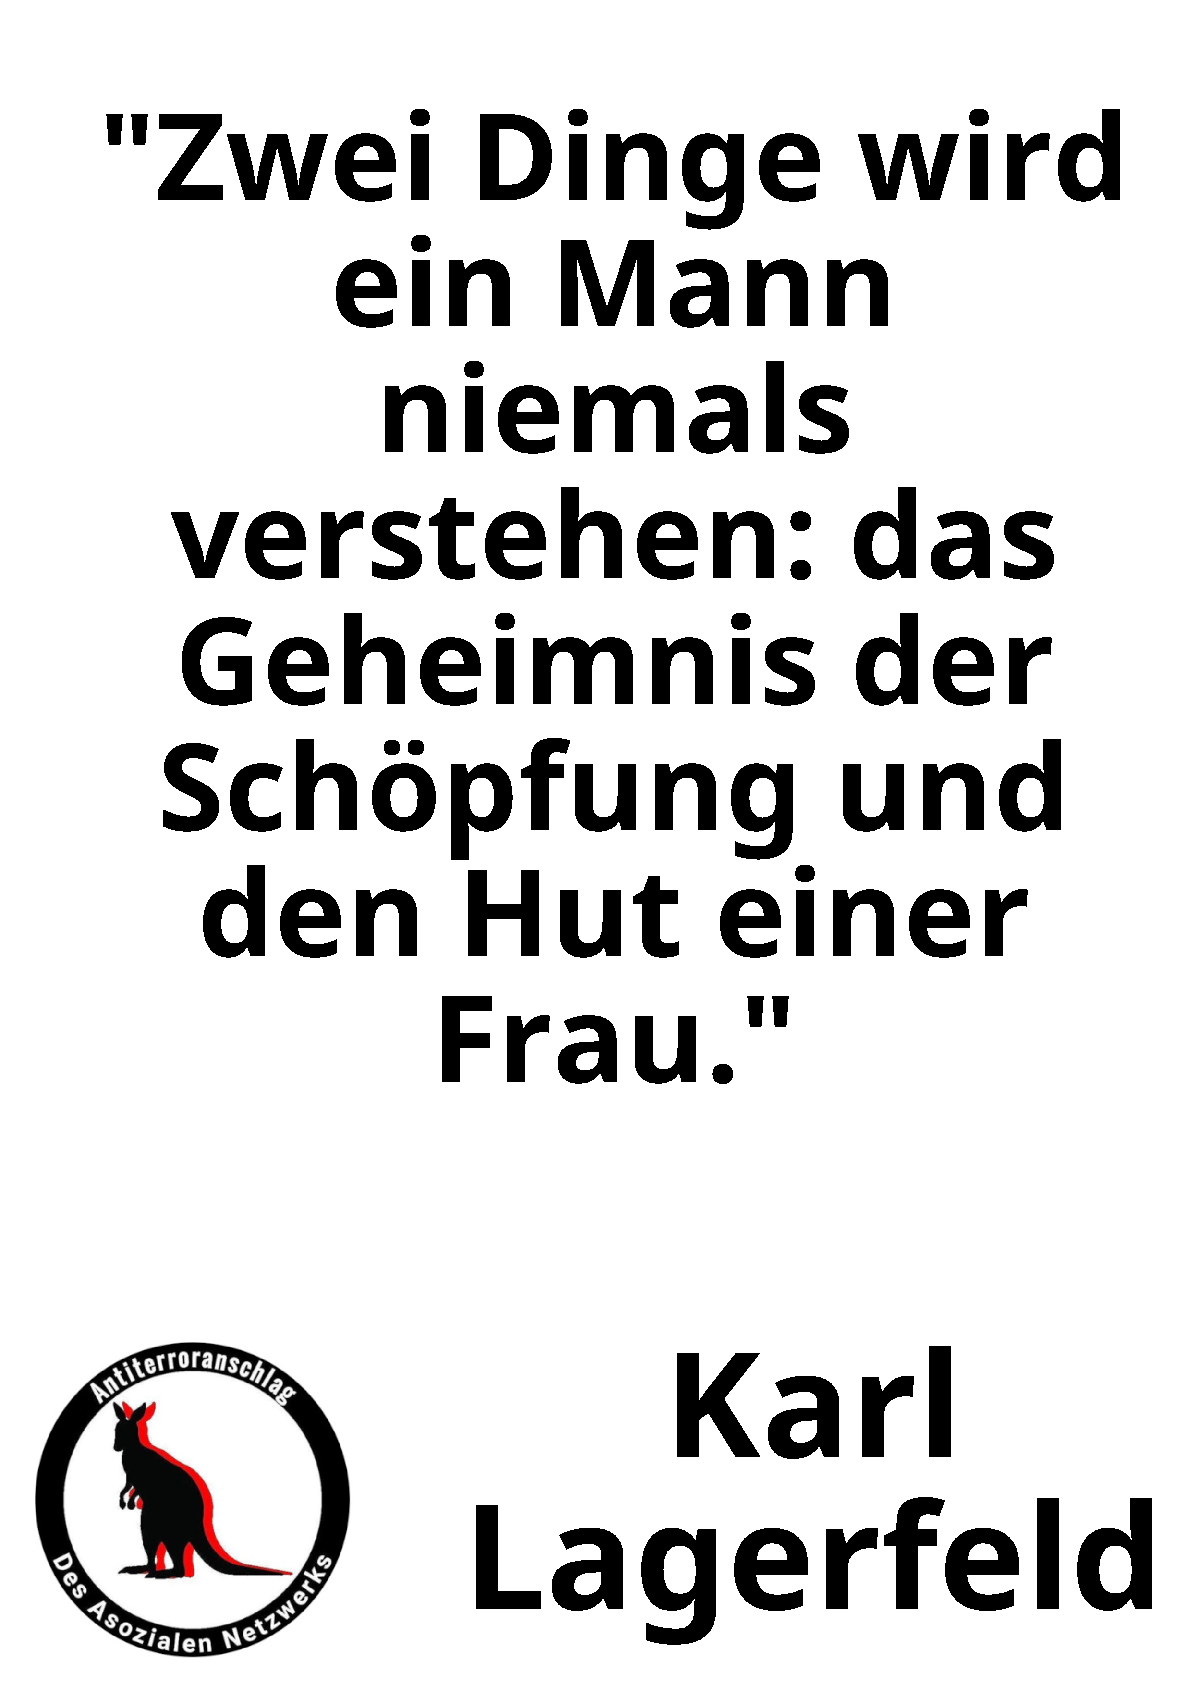 "Zwei Dinge wird
ein Mann
niemals
verstehen: das
Geheimnis der
Schöpfung und
den Hut einer
Frau."
Antiterroranschlag
Des Asozialen Netzwerks
Karl
Lagerfeld